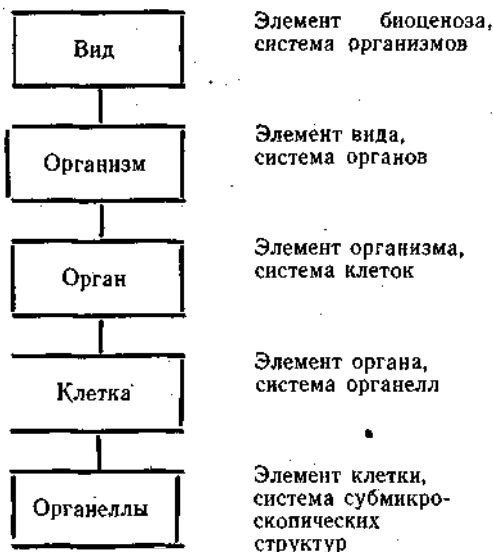 Вид
Элемент биоценоза,
система организмов
Организм
Элемент вида,
система органов
Орган
Элемент организма,
система клеток
Клетка
Элемент органа,
система органелл
Органеллы
Элемент клетки,
система субмикро-
скопических
структур